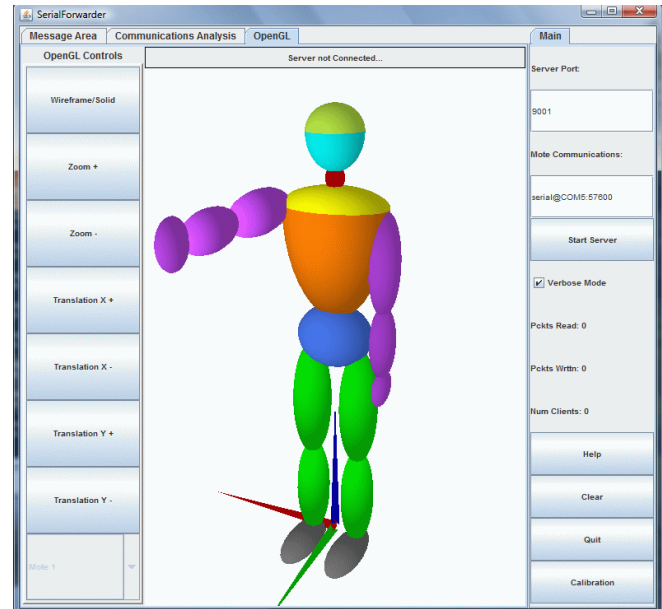 SerialForwarder
Message Area
Communications Analysis
OpenGL
OpenGL Controls
Wireframe/Solid
Zoom +
Zoom -
Translation X +
Translation X -
Translation Y +
Translation Y -
Mote 1
Server not Connected...
Main
Server Port:
9001
Mote Communications:
serial@COM5:57600
Start Server
Verbose Mode
Pckts Read: 0
Pckts Wrttn: 0
Num Clients: 0
Help
Clear
Quit
Calibration